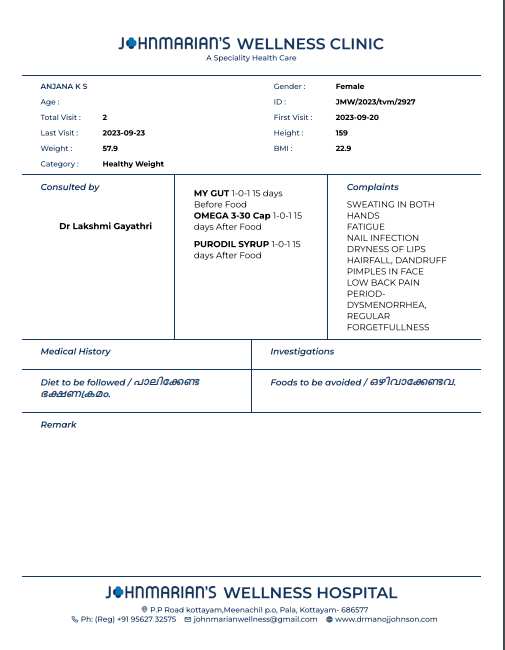 JOHNMARIAN'S WELLNESS CLINIC
A Speciality Health Care
ANJANA K S
Gender : Female
Age :
ID : JMW/2023/tvm/2927
Total Visit : 2
First Visit : 2023-09-20
Last Visit : 2023-09-23
Height : 159
Weight : 57.9
BMI : 22.9
Category : Healthy Weight
Consulted by
Dr Lakshmi Gayathri
MY GUT 1-0-1 15 days
Before Food
OMEGA 3-30 Cap 1-0-1 15
days After Food
PURODIL SYRUP 1-0-1 15
days After Food
Complaints
SWEATING IN BOTH
HANDS
FATIGUE
NAIL INFECTION
DRYNESS OF LIPS
HAIRFALL, DANDRUFF
PIMPLES IN FACE
LOW BACK PAIN
PERIOD-
DYSMENORRHEA,
REGULAR
FORGETFULLNESS
Medical History
Investigations
Diet to be followed / പാലിക്കേണ്ട
ഭക്ഷണക്രമം.
Foods to be avoided / ഒഴിവാക്കേണ്ടവ.
Remark
JOHNMARIAN'S WELLNESS HOSPITAL
P.P Road kottayam,Meenachil p.o, Pala, Kottayam- 686577
Ph: (Reg) +91 95627 32575 johnmarianwellness@gmail.com www.drmanojjohnson.com